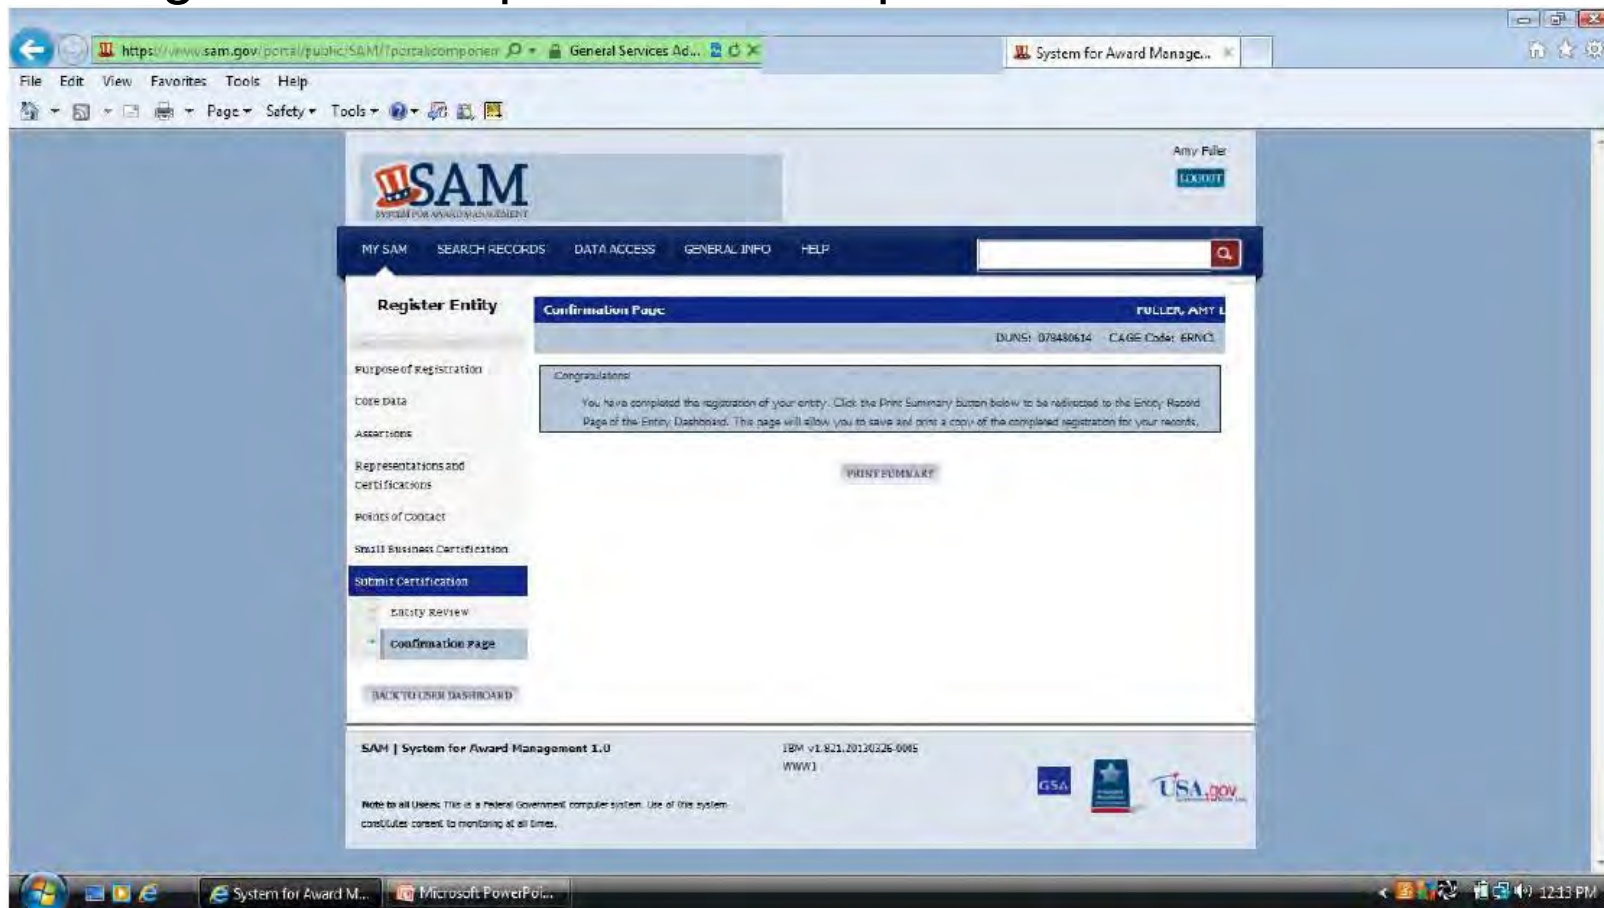 https://www.sam.gov/portal/public/SAM/?portal:componen
General Services Ad...
System for Award Manage...
File Edit View Favorites Tools Help
Page Safety Tools
Amy Fuller
LOGOUT
SAM
SYSTEM FOR AWARD MANAGEMENT
MY SAM SEARCH RECORDS DATA ACCESS GENERAL INFO HELP
Register Entity
Confirmation Page FULLER, AMY L
DUNS: 078480614 CAGE Code: 6RNC1
Purpose of Registration
Core Data
Assertions
Representations and
Certifications
Points of Contact
Small Business Certification
Submit Certification
Entity Review
Confirmation Page
BACK TO USER DASHBOARD
Congratulations!
You have completed the registration of your entity. Click the Print Summary button below to be redirected to the Entity Record
Page of the Entity Dashboard. This page will allow you to save and print a copy of the completed registration for your records.
PRINT SUMMARY
SAM | System for Award Management 1.0
IBM v1.821.20130326-0005
WWW1
Note to all Users: This is a Federal Government computer system. Use of this system
constitutes consent to monitoring at all times.
GSA
USA.gov
System for Award M...
Microsoft PowerPoi...
12:13 PM